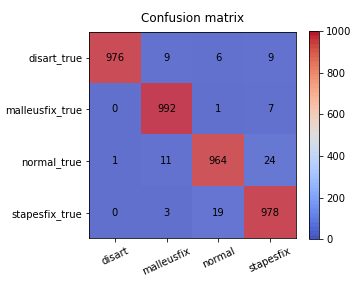 Confusion matrix
disart_true 976 9 6 9
malleusfix_true 0 992 1 7
normal_true 1 11 964 24
stapesfix_true 0 3 19 978
disart malleusfix normal stapesfix
1000
800
600
400
200
0